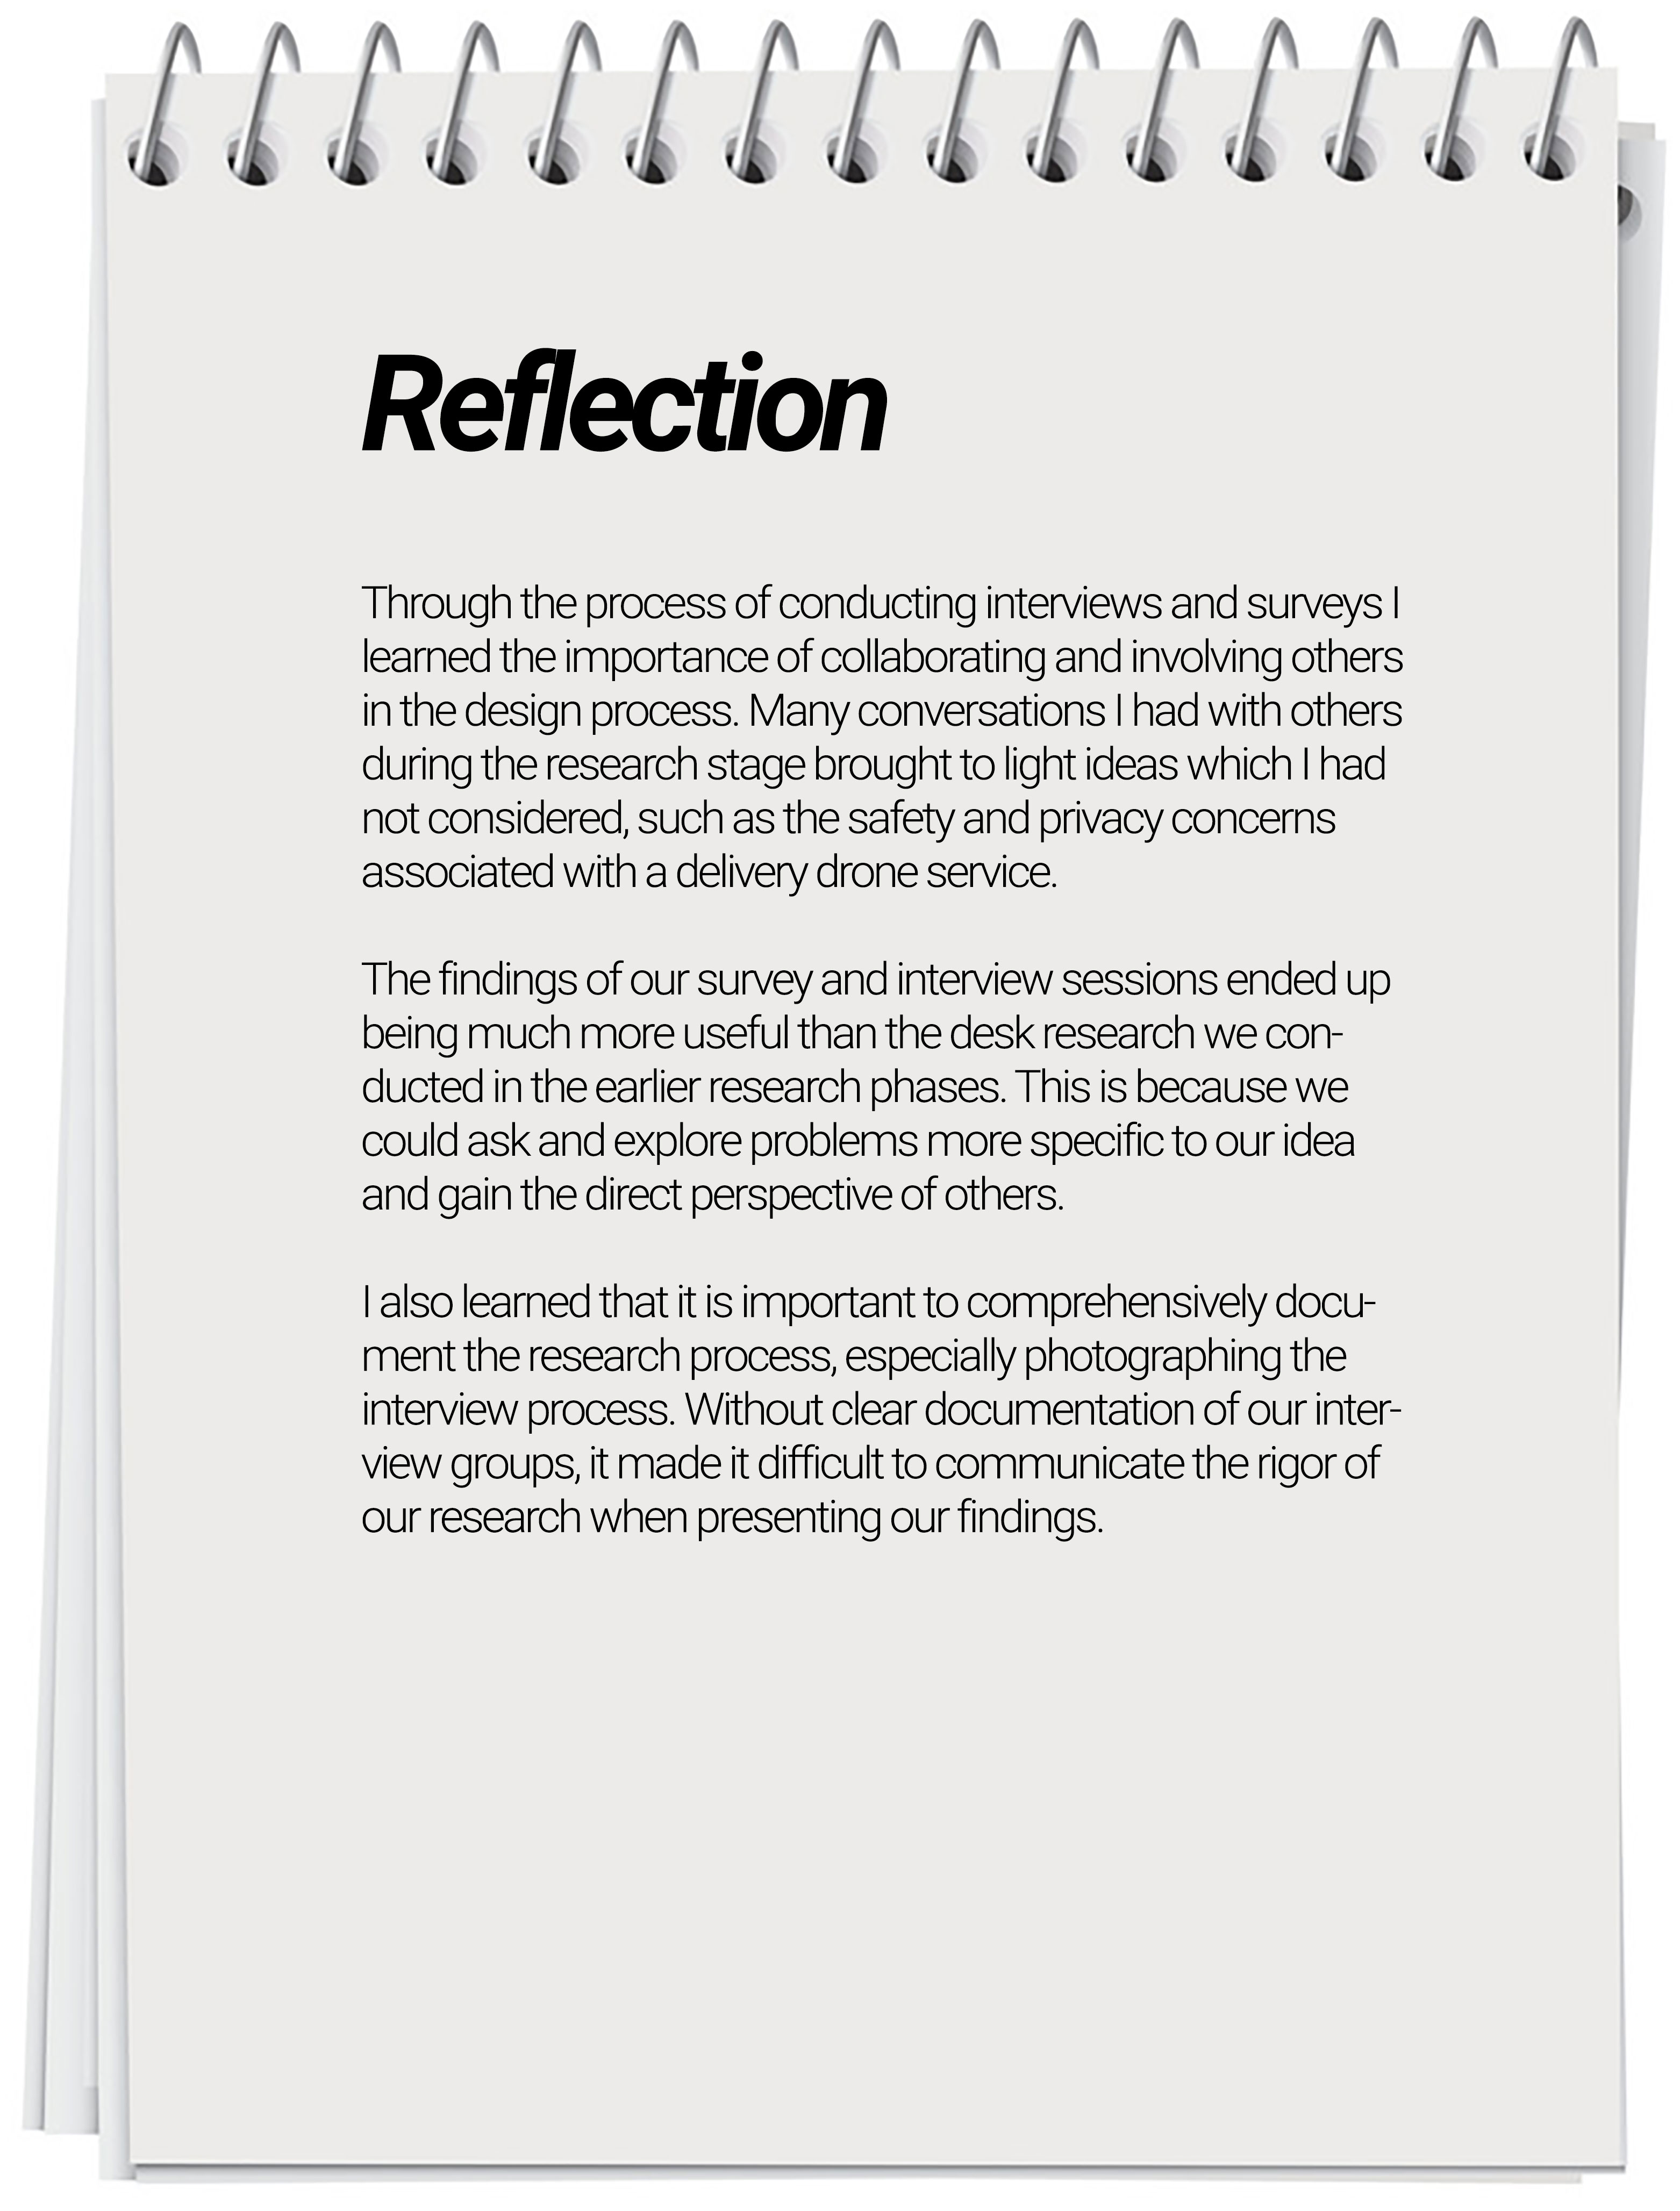 Reflection
Through the process of conducting interviews and surveys I
learned the importance of collaborating and involving others
in the design process. Many conversations I had with others
during the research stage brought to light ideas which I had
not considered, such as the safety and privacy concerns
associated with a delivery drone service.
The findings of our survey and interview sessions ended up
being much more useful than the desk research we con-
ducted in the earlier research phases. This is because we
could ask and explore problems more specific to our idea
and gain the direct perspective of others.
I also learned that it is important to comprehensively docu-
ment the research process, especially photographing the
interview process. Without clear documentation of our inter-
view groups, it made it difficult to communicate the rigor of
our research when presenting our findings.